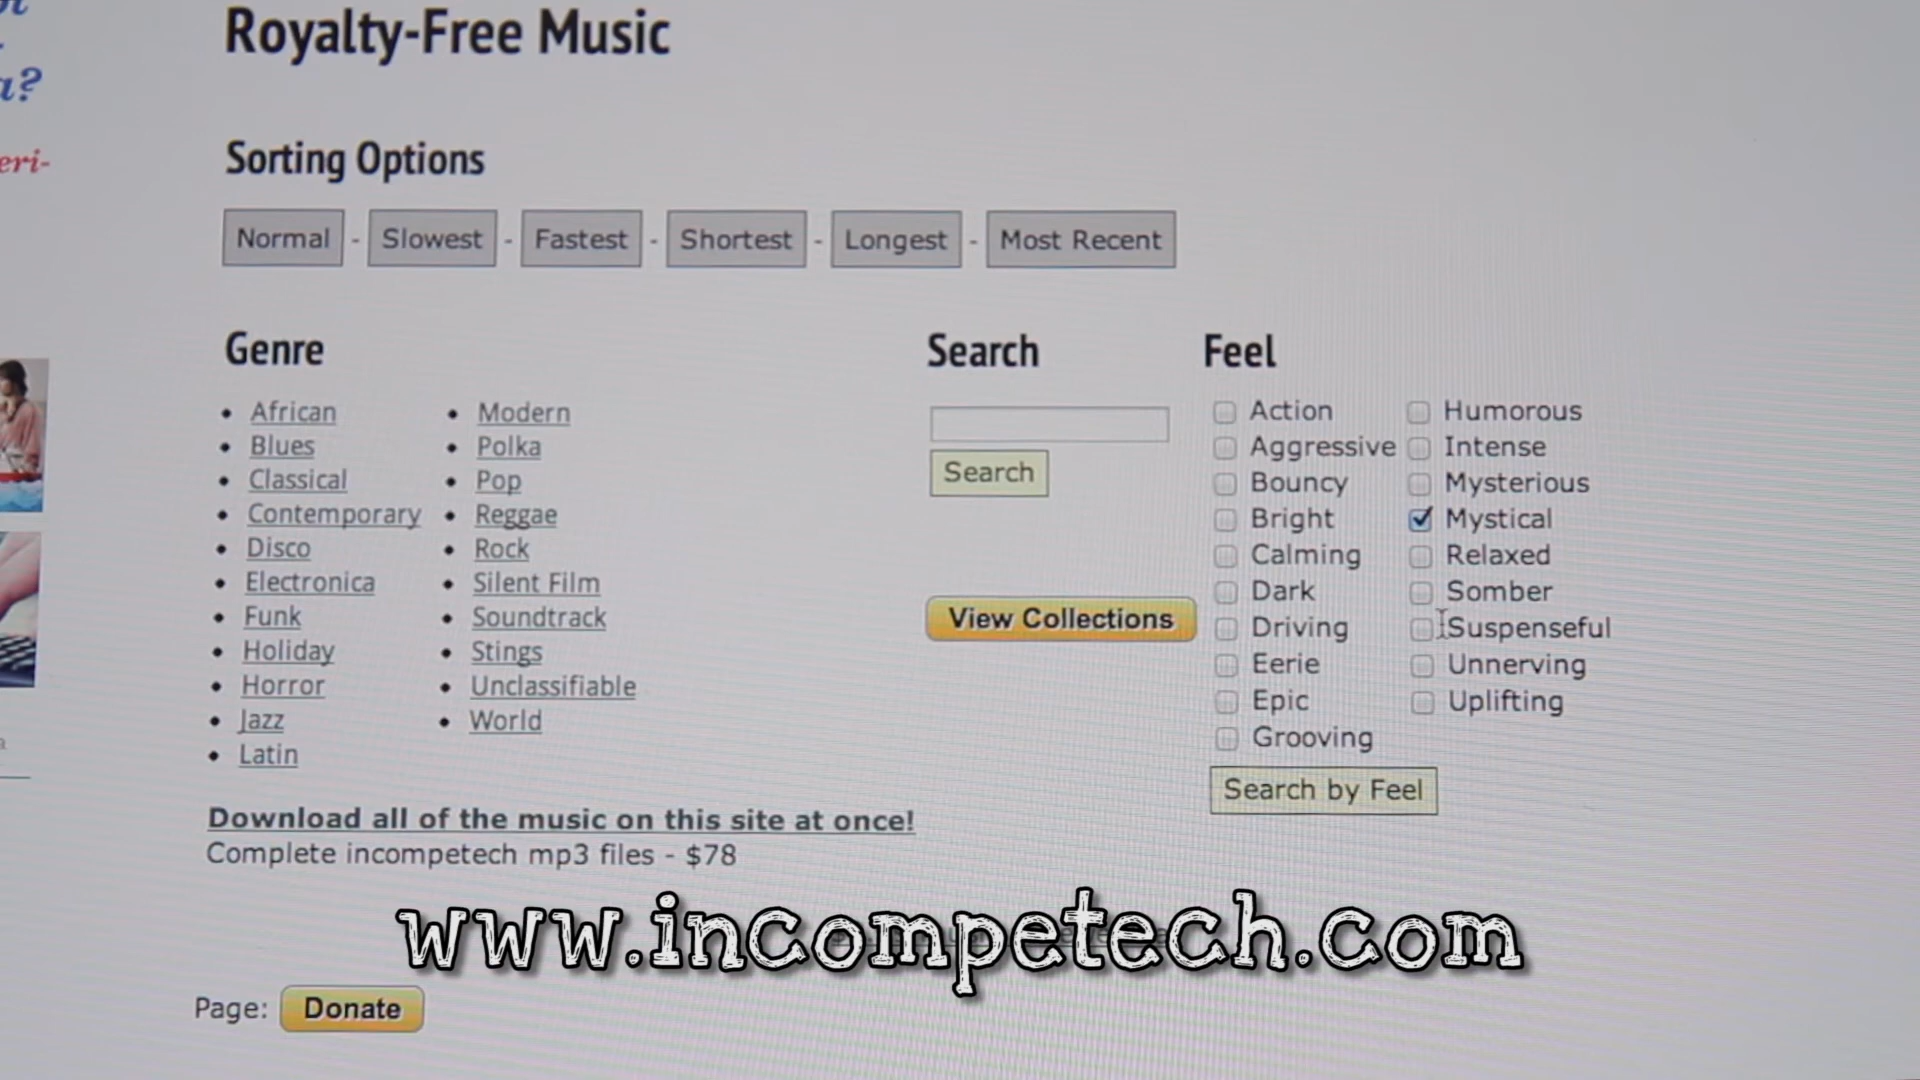 a?
eri-
Royalty-Free Music
Sorting Options
Normal - Slowest - Fastest - Shortest - Longest - Most Recent
Genre
African
Blues
Classical
Contemporary
Disco
Electronica
Funk
Holiday
Horror
Jazz
Latin
Modern
Polka
Pop
Reggae
Rock
Silent Film
Soundtrack
Stings
Unclassifiable
World
Search
Search
View Collections
Feel
Action
Aggressive
Bouncy
Bright
Calming
Dark
Driving
Eerie
Epic
Grooving
Humorous
Intense
Mysterious
Mystical
Relaxed
Somber
Suspenseful
Unnerving
Uplifting
Search by Feel
Download all of the music on this site at once!
Complete incompetech mp3 files - $78
www.incompetech.com
Page: Donate